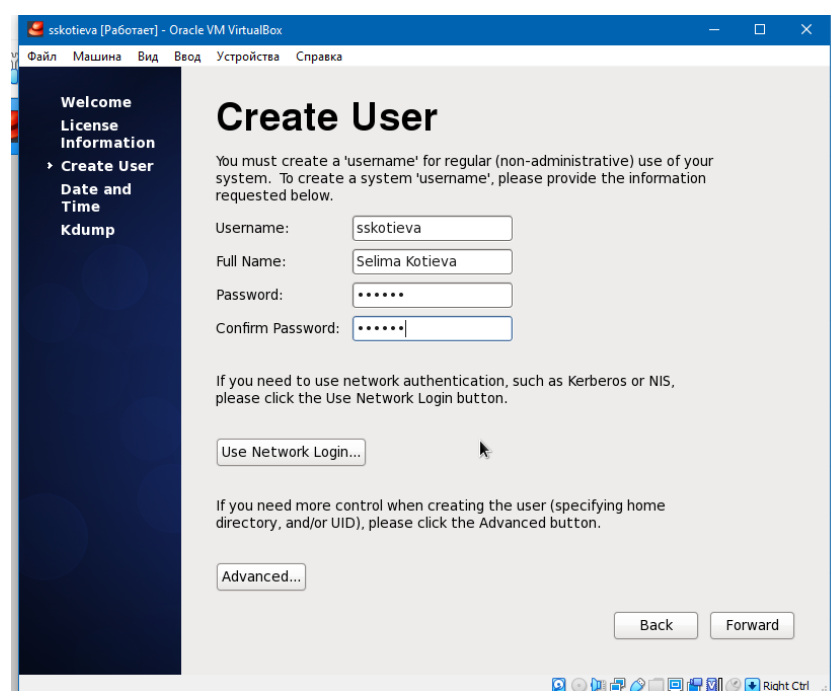 sskotieva [Работает] - Oracle VM VirtualBox
Файл Машина Вид Ввод Устройства Справка
Welcome
License
Information
Create User
Date and
Time
Kdump
Create User
You must create a 'username' for regular (non-administrative) use of your
system. To create a system 'username', please provide the information
requested below.
Username: sskotieva
Full Name: Selima Kotieva
Password: ••••••
Confirm Password: ••••••
If you need to use network authentication, such as Kerberos or NIS,
please click the Use Network Login button.
Use Network Login...
If you need more control when creating the user (specifying home
directory, and/or UID), please click the Advanced button.
Advanced...
Back Forward
Right Ctrl